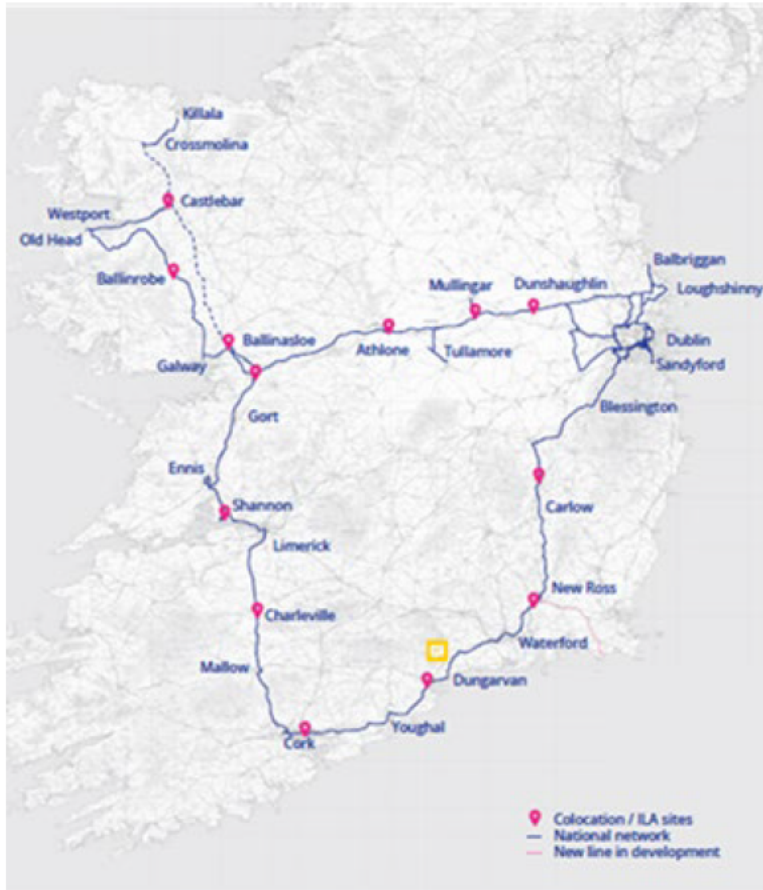 Killala
Crossmolina
Castlebar
Westport
Old Head
Ballinrobe
Balbriggan
Mullingar
Dunshaughlin
Loughshinny
Ballinasloe
Athlone
Dublin
Galway
Tullamore
Sandyford
Blessington
Gort
Ennis
Shannon
Carlow
Limerick
New Ross
Charleville
Waterford
Mallow
Dungarvan
Youghal
Cork
Colocation / ILA sites
National network
New line in development